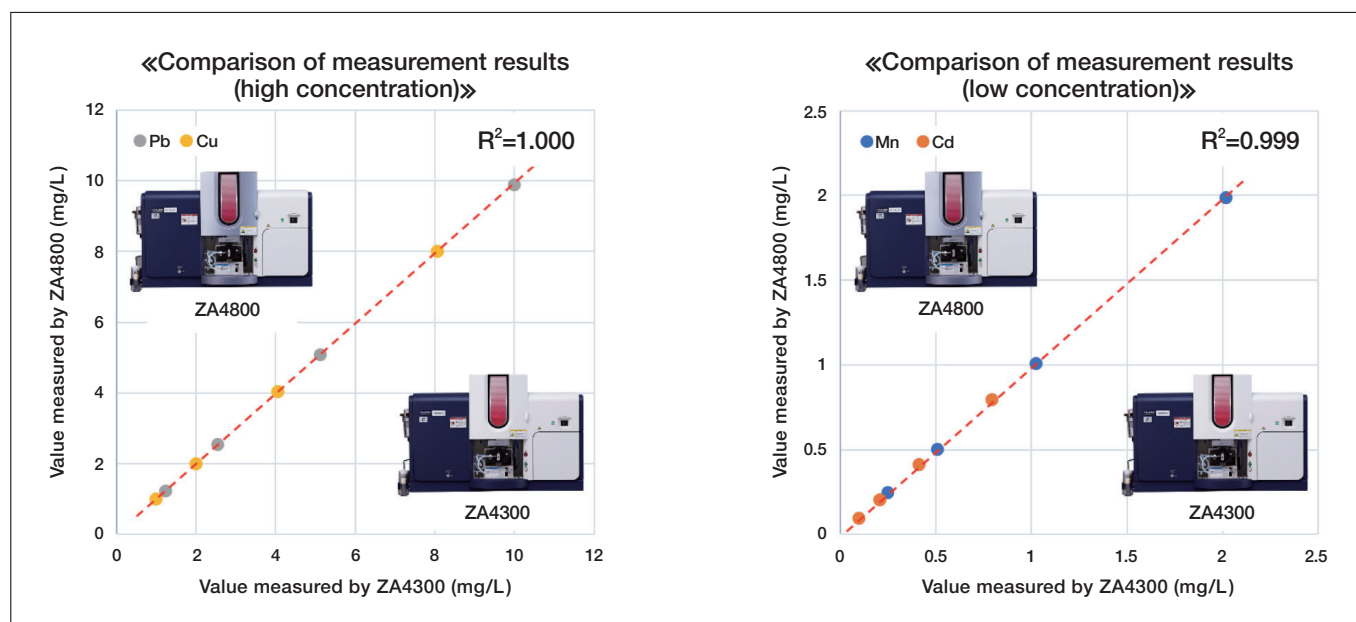 «Comparison of measurement results
(high concentration)»
12
10
8
6
4
2
0
Value measured by ZA4800 (mg/L)
Pb Cu
R²=1.000
ZA4800
ZA4300
0 2 4 6 8 10 12
Value measured by ZA4300 (mg/L)
«Comparison of measurement results
(low concentration)»
2.5
2
1.5
1
0.5
0
Value measured by ZA4800 (mg/L)
Mn Cd
R²=0.999
ZA4800
ZA4300
0 0.5 1 1.5 2 2.5
Value measured by ZA4300 (mg/L)